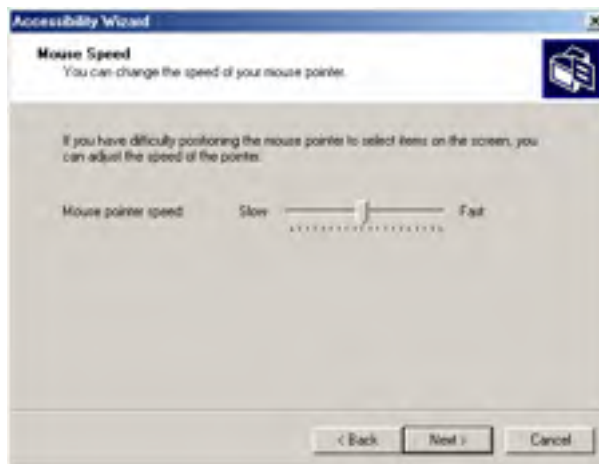 Accessibility Wizard
Mouse Speed
You can change the speed of your mouse pointer.
If you have difficulty positioning the mouse pointer to select items on the screen, you
can adjust the speed of the pointer.
Mouse pointer speed: Slow Fast
< Back Next > Cancel